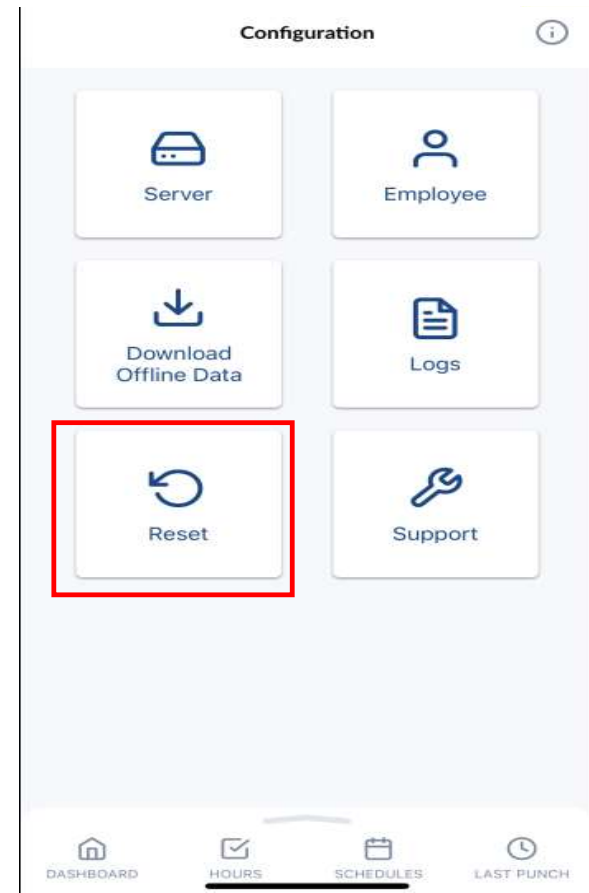 Configuration
Server
Employee
Download
Offline Data
Logs
Reset
Support
DASHBOARD
HOURS
SCHEDULES
LAST PUNCH